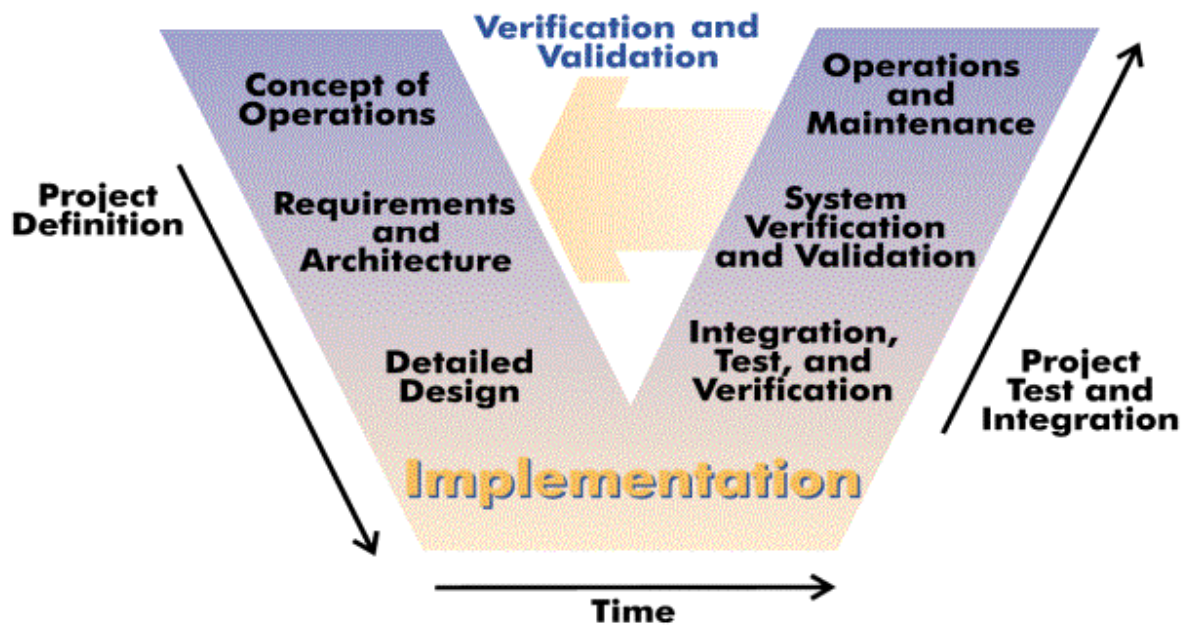 Verification and
Validation
Concept of
Operations
Operations
and
Maintenance
Project
Definition
Requirements
and
Architecture
System
Verification
and Validation
Detailed
Design
Integration,
Test, and
Verification
Project
Test and
Integration
Implementation
Time